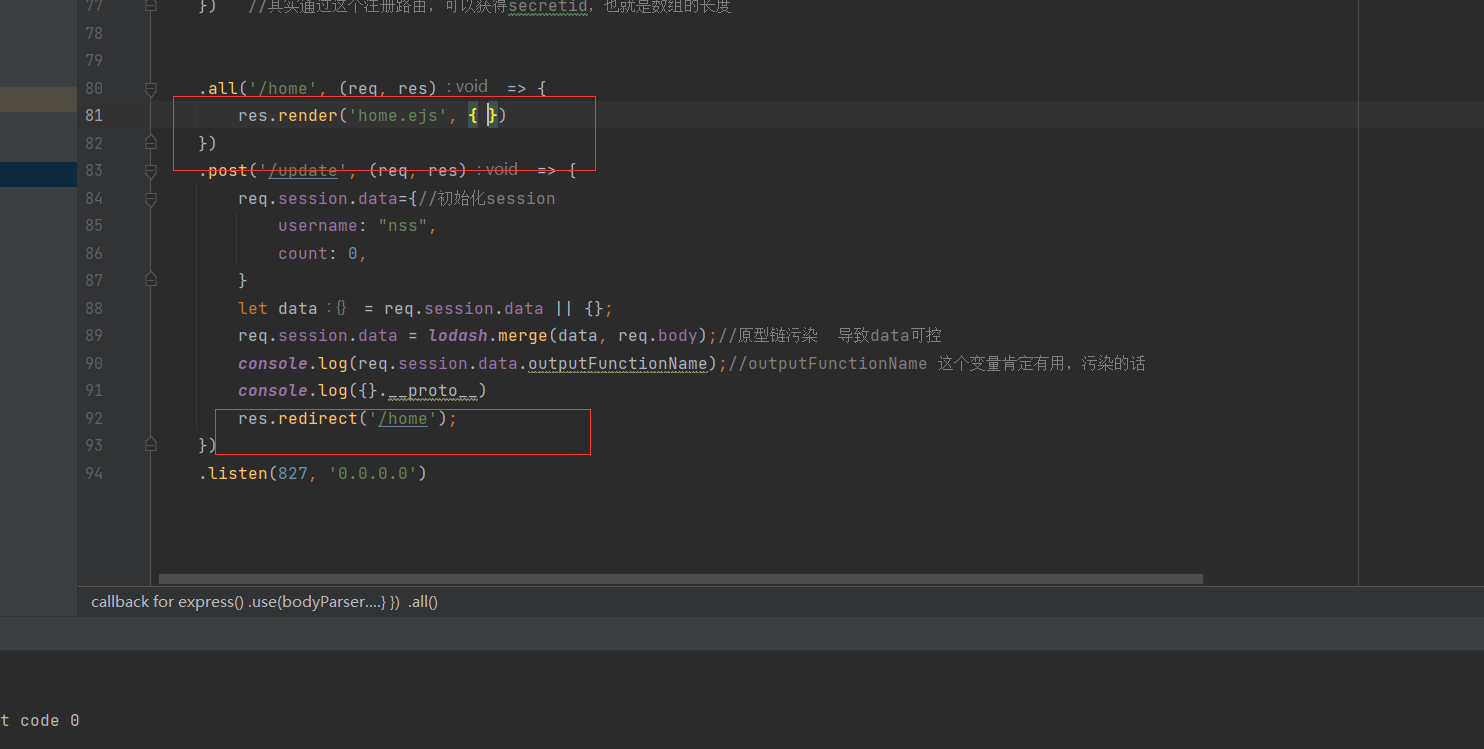 77 }) //其实通过这个注册路由，可以获得secretid，也就是数组的长度
78
79
80 .all('/home', (req, res) : void => {
81 res.render('home.ejs', { })
82 })
83 .post('/update', (req, res) : void => {
84 req.session.data={//初始化session
85 username: "nss",
86 count: 0,
87 }
88 let data : {} = req.session.data || {};
89 req.session.data = lodash.merge(data, req.body);//原型链污染 导致data可控
90 console.log(req.session.data.outputFunctionName);//outputFunctionName 这个变量肯定有用，污染的话
91 console.log({}.__proto__)
92 res.redirect('/home');
93 })
94 .listen(827, '0.0.0.0')
callback for express() .use(bodyParser....} }) .all()
t code 0